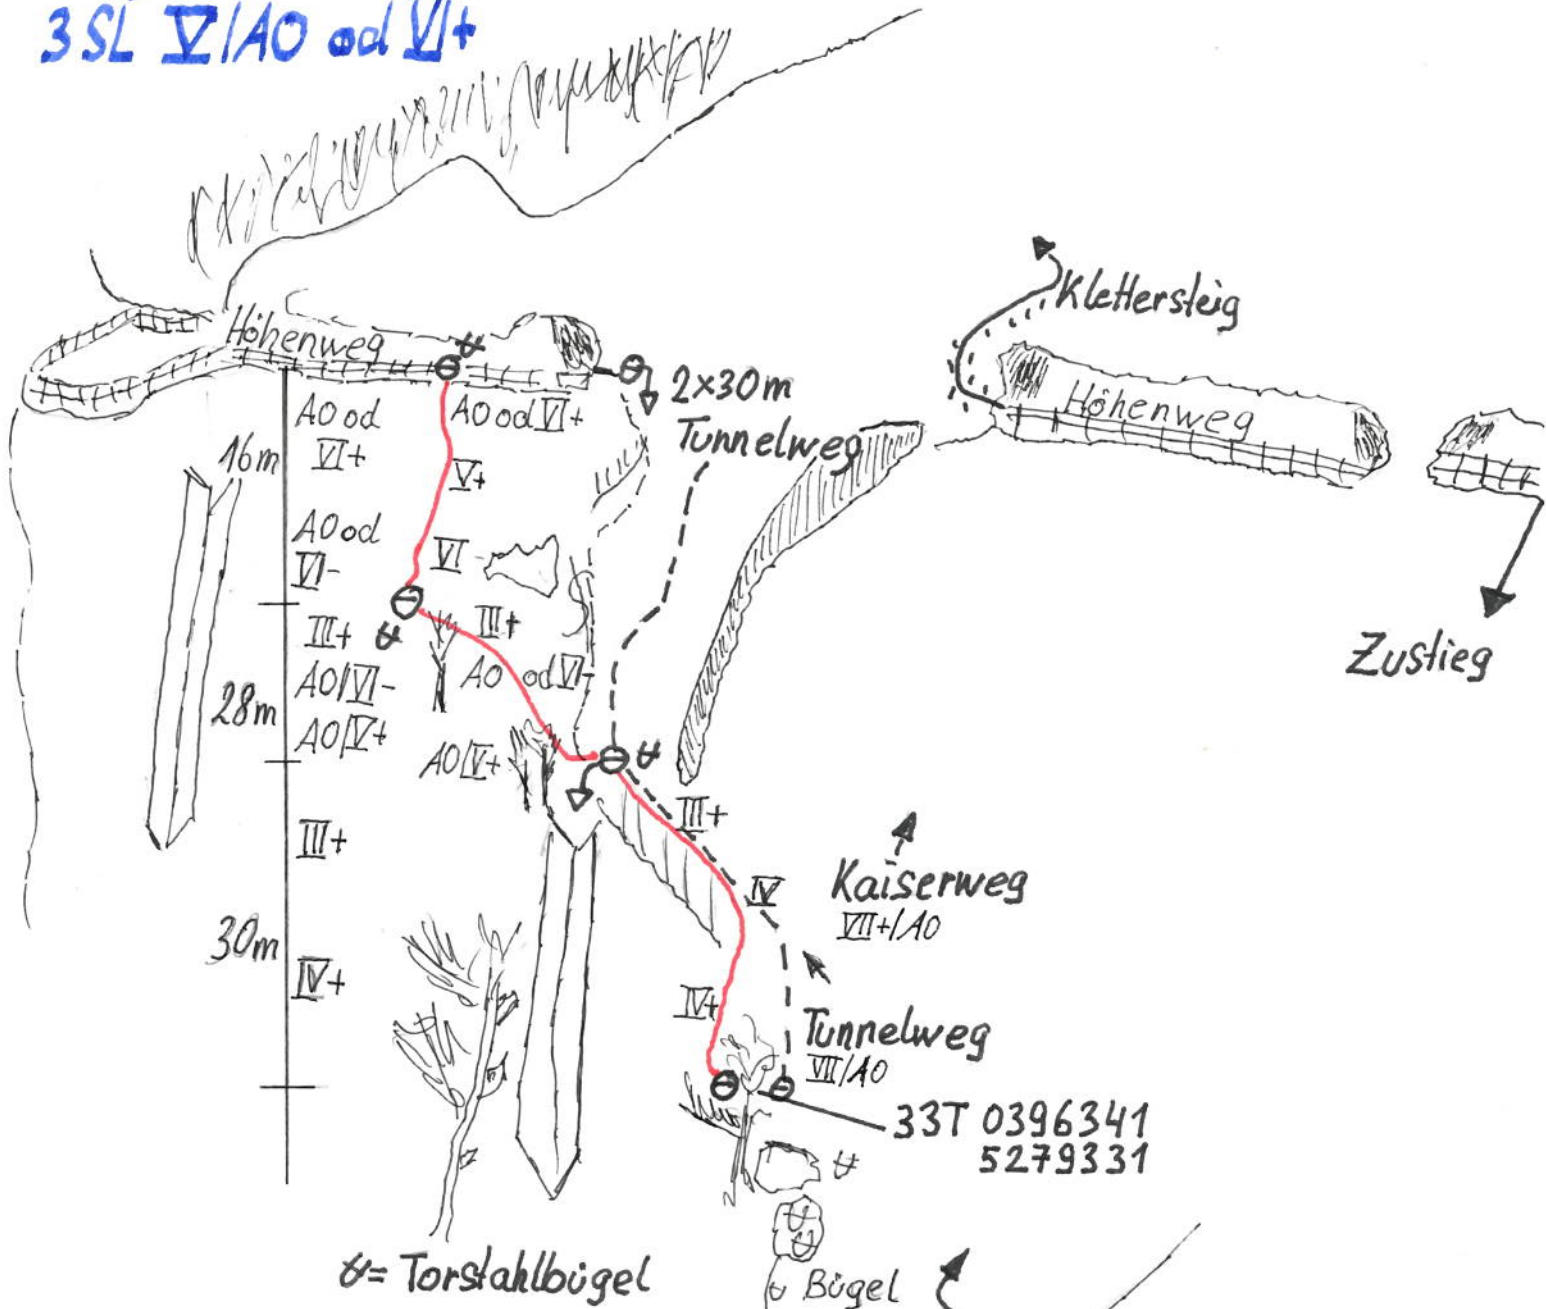 3 SL V/A0 od VI+
Höhenweg
Klettersteig
2x30m
Tunnelweg
Höhenweg
A0 od
VI+
A0 od VI+
16m
V+
A0 od
VI-
VI-
III+
III+
A0/VI-
A0 od VI-
28m
A0/V+
A0/V+
Zustieg
III+
III+
IV
Kaiserweg
VII+/A0
30m
IV+
IV+
Tunnelweg
VII/A0
33T 0396341
5279331
= Torstahlbügel
Bügel